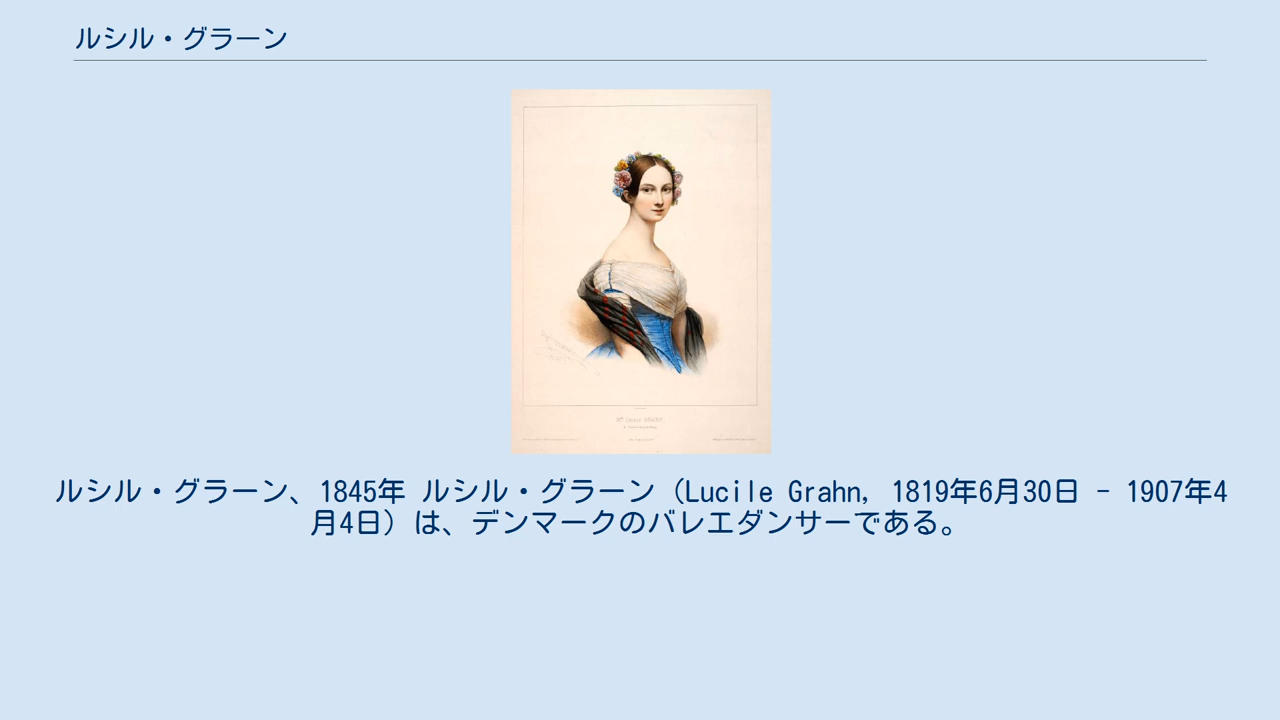 ルシル・グラーン
ルシル・グラーン、1845年 ルシル・グラーン（Lucile Grahn, 1819年6月30日 - 1907年4
月4日）は、デンマークのバレエダンサーである。